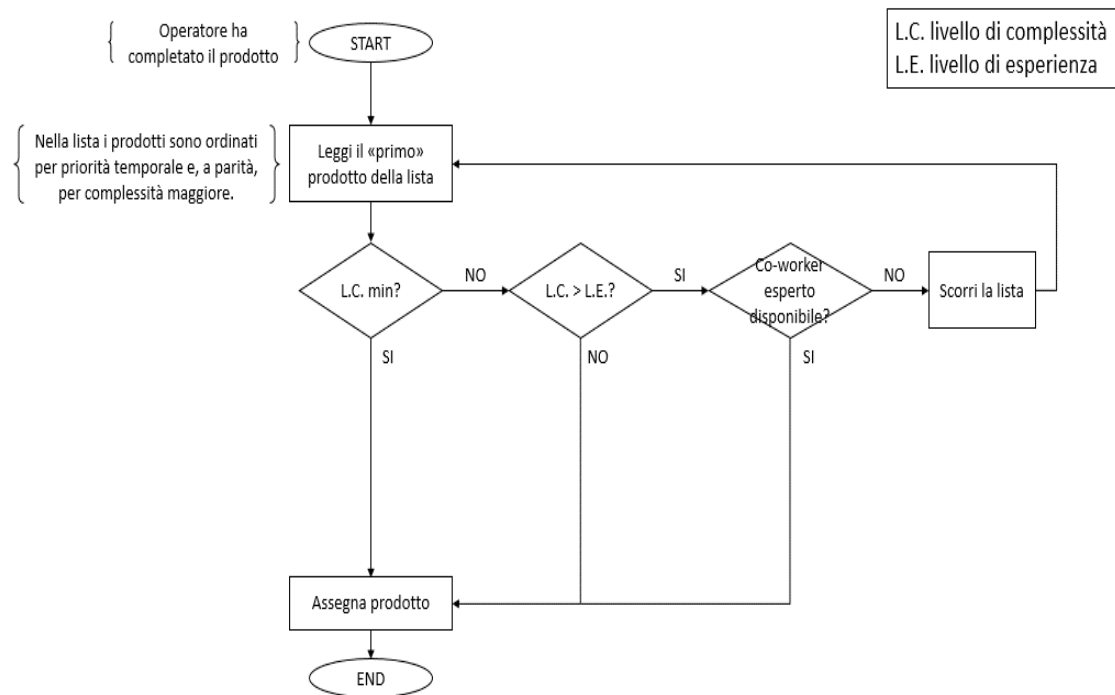 Operatore ha
completato il prodotto
START
L.C. livello di complessità
L.E. livello di esperienza
Nella lista i prodotti sono ordinati
per priorità temporale e, a parità,
per complessità maggiore.
Leggi il «primo»
prodotto della lista
L.C. min?
NO
L.C. > L.E.?
SI
Co-worker
esperto
disponibile?
NO
Scorri la lista
SI
NO
SI
Assegna prodotto
END